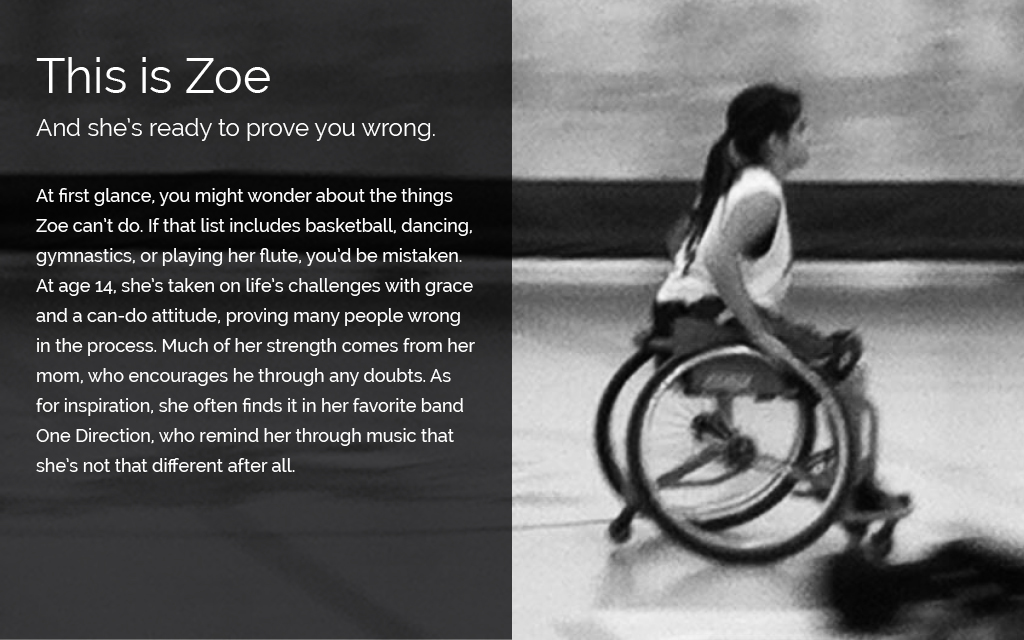 This is Zoe
And she's ready to prove you wrong.
At first glance, you might wonder about the things
Zoe can't do. If that list includes basketball, dancing,
gymnastics, or playing her flute, you'd be mistaken.
At age 14, she's taken on life's challenges with grace
and a can-do attitude, proving many people wrong
in the process. Much of her strength comes from her
mom, who encourages he through any doubts. As
for inspiration, she often finds it in her favorite band
One Direction, who remind her through music that
she's not that different after all.